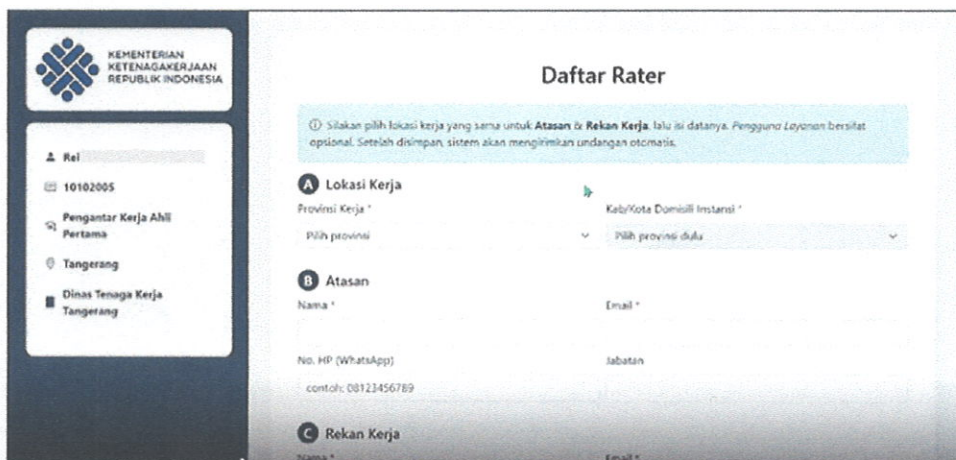 KEMENTERIAN
KETENAGAKERJAAN
REPUBLIK INDONESIA
Rei
10102005
Pengantar Kerja Ahli
Pertama
Tangerang
Dinas Tenaga Kerja
Tangerang
Daftar Rater
Silakan pilih lokasi kerja yang sama untuk Atasan & Rekan Kerja, lalu isi datanya. Pengguna Layanan bersifat
opsional. Setelah disimpan, sistem akan mengirimkan undangan otomatis.
A Lokasi Kerja
Provinsi Kerja * Kab/Kota Domisili Instansi *
Pilih provinsi Pilih provinsi dulu
B Atasan
Nama * Email *
No. HP (WhatsApp) Jabatan
contoh: 08123456789
C Rekan Kerja
Nama * Email *